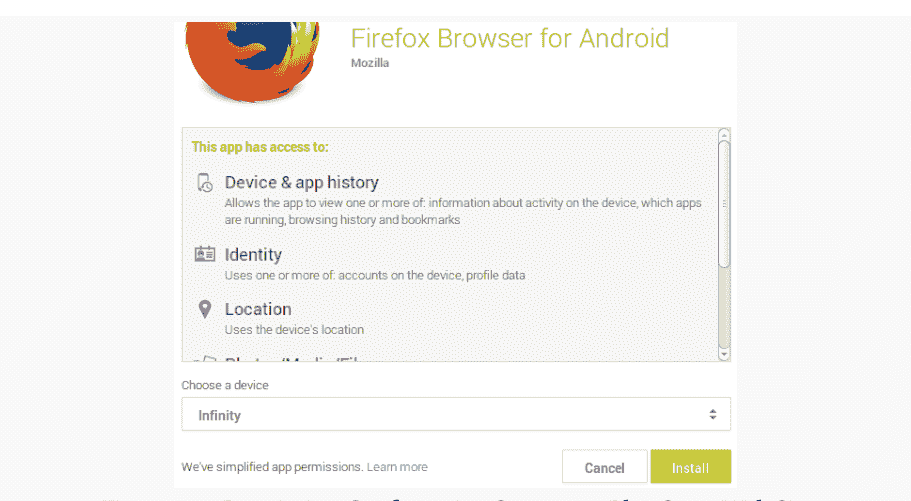 Firefox Browser for Android
Mozilla
This app has access to:
Device & app history
Allows the app to view one or more of: information about activity on the device, which apps
are running, browsing history and bookmarks
Identity
Uses one or more of: accounts on the device, profile data
Location
Uses the device's location
Choose a device
Infinity
We've simplified app permissions. Learn more
Cancel
Install